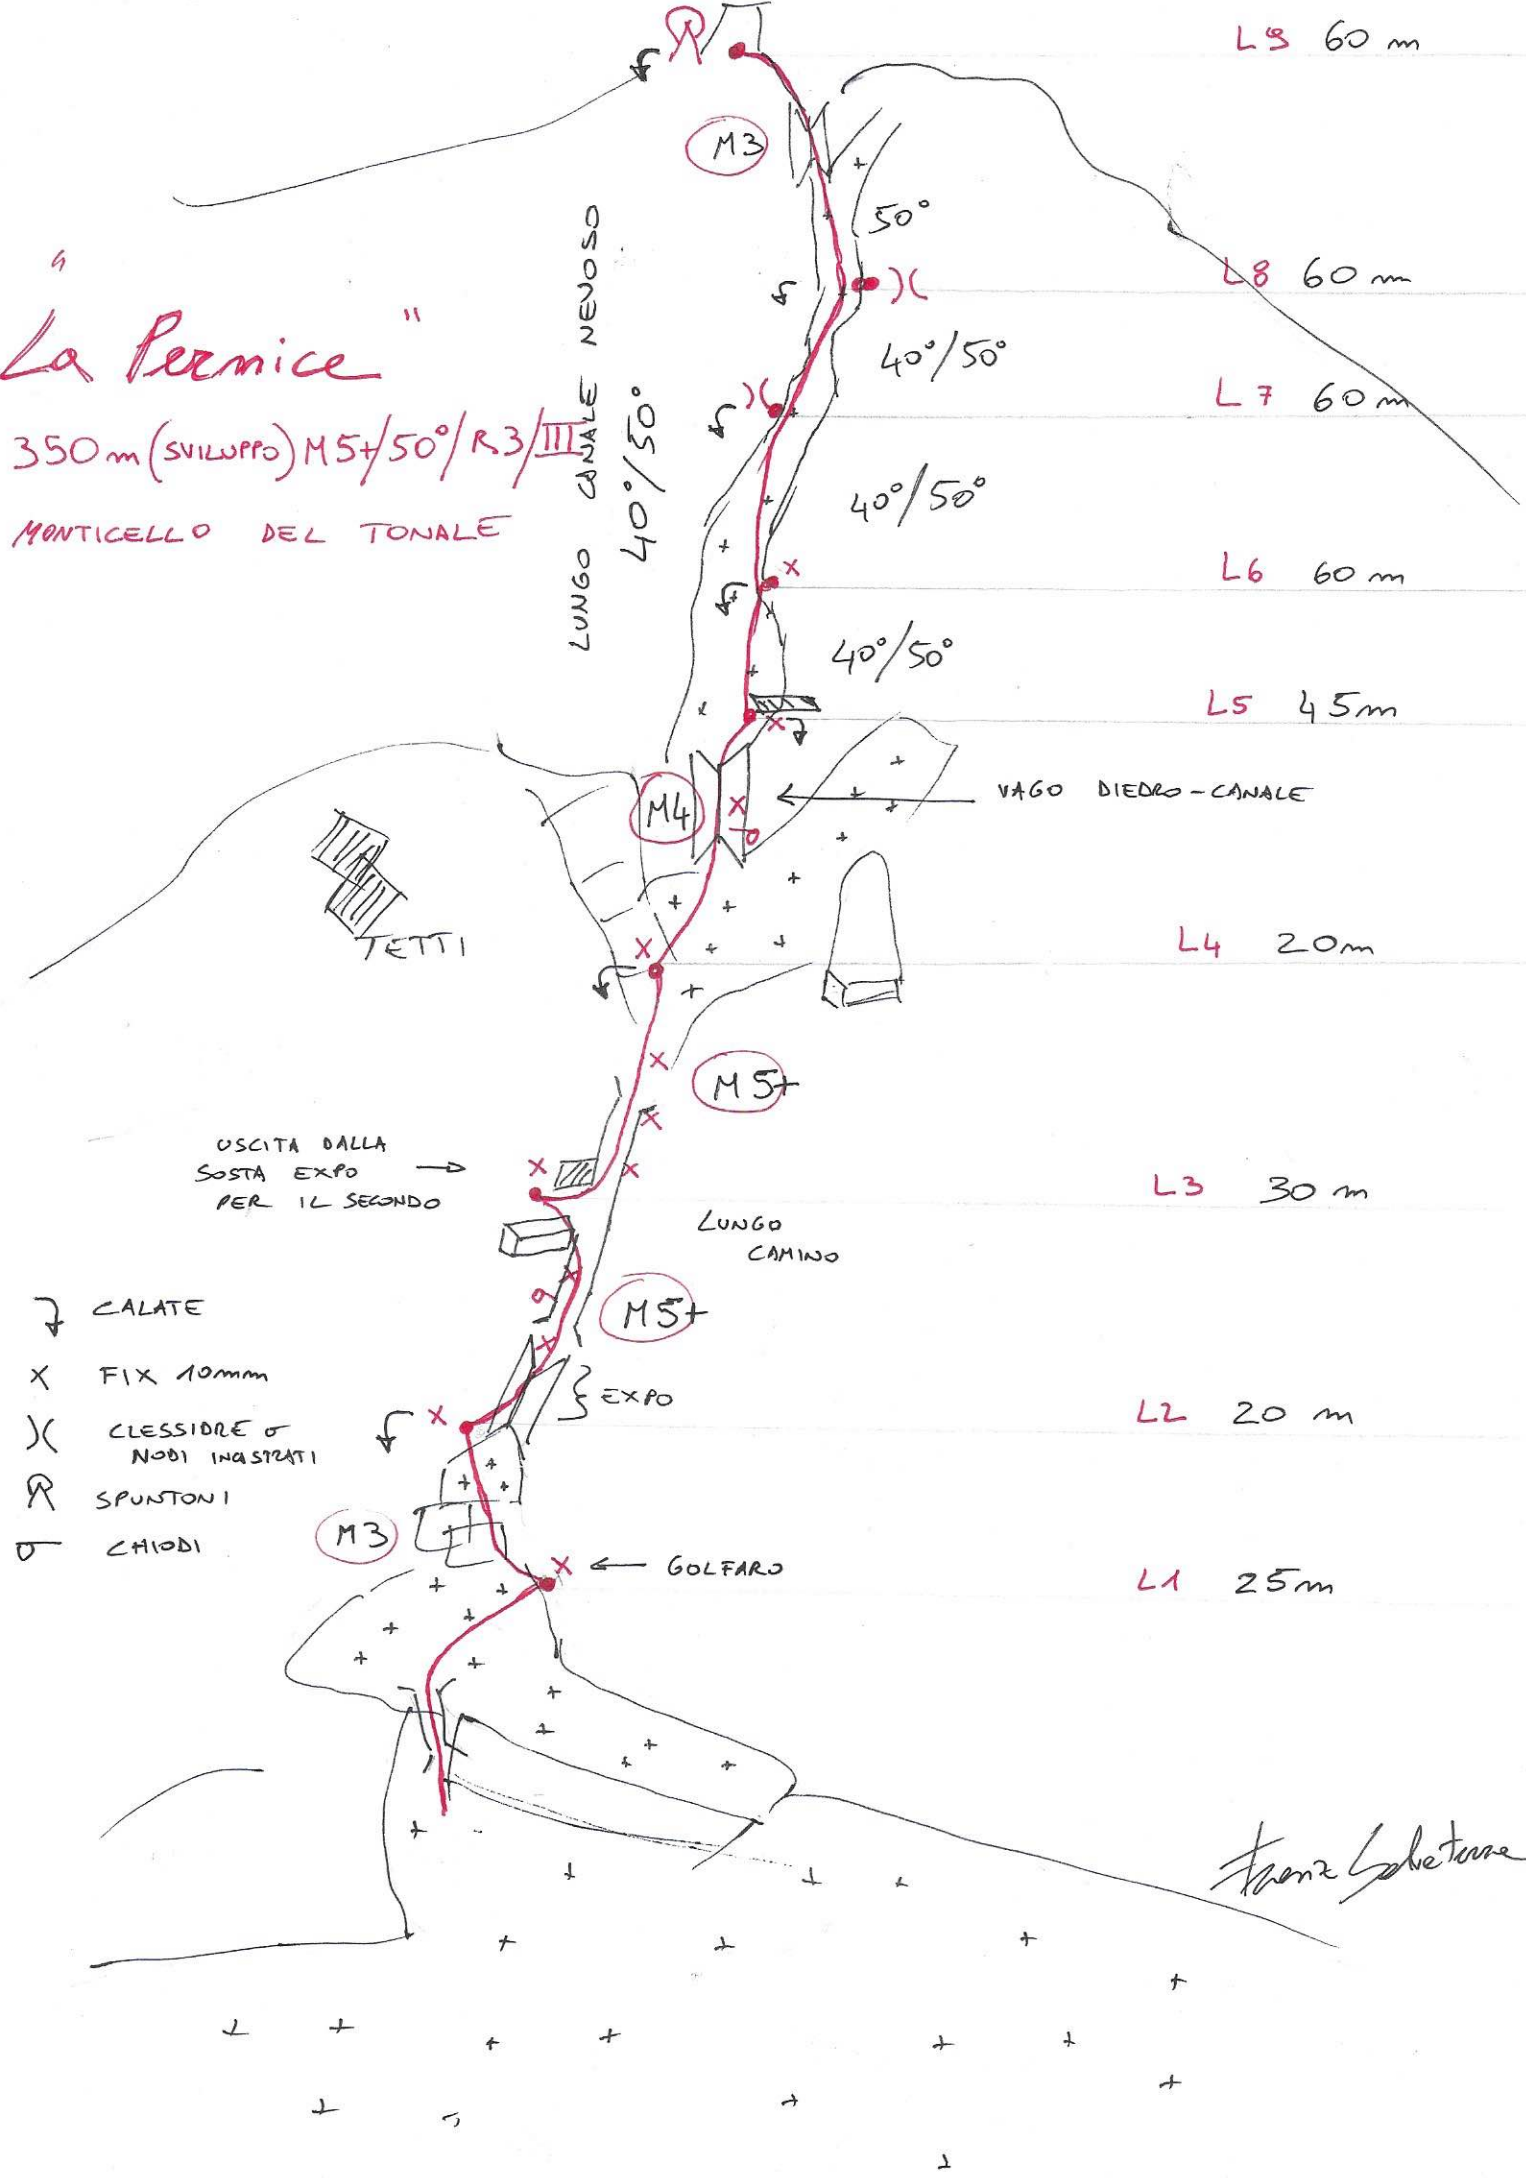 L9 60 m
M3
50°
L8 60 m
40°/50°
"La Pernice"
350m (SVILUPPO) M5+/50°/R3/III
MONTICELLO DEL TONALE
LUNGO CANALE NEVOSO
40°/50°
L7 60 m
40°/50°
L6 60 m
40°/50°
L5 45m
M4
VAGO DIEDRO-CANALE
TETTI
L4 20m
M5+
USCITA DALLA
SOSTA EXPO
PER IL SECONDO
L3 30 m
LUNGO
CAMINO
M5+
EXPO
L2 20 m
CALATE
X FIX 10mm
CLESSIDRE o
NODI INCASTRATI
SPUNTONI
CHIODI
M3
GOLFARO
L1 25m